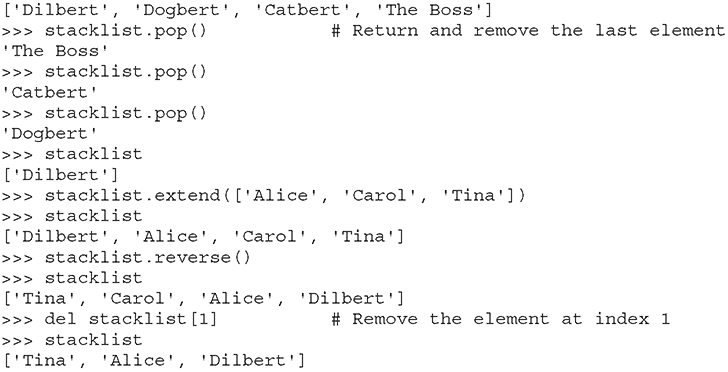 ['Dilbert', 'Dogbert', 'Catbert', 'The Boss']
>>> stacklist.pop()          # Return and remove the last element
'The Boss'
>>> stacklist.pop()
'Catbert'
>>> stacklist.pop()
'Dogbert'
>>> stacklist
['Dilbert']
>>> stacklist.extend(['Alice', 'Carol', 'Tina'])
>>> stacklist
['Dilbert', 'Alice', 'Carol', 'Tina']
>>> stacklist.reverse()
>>> stacklist
['Tina', 'Carol', 'Alice', 'Dilbert']
>>> del stacklist[1]         # Remove the element at index 1
>>> stacklist
['Tina', 'Alice', 'Dilbert']